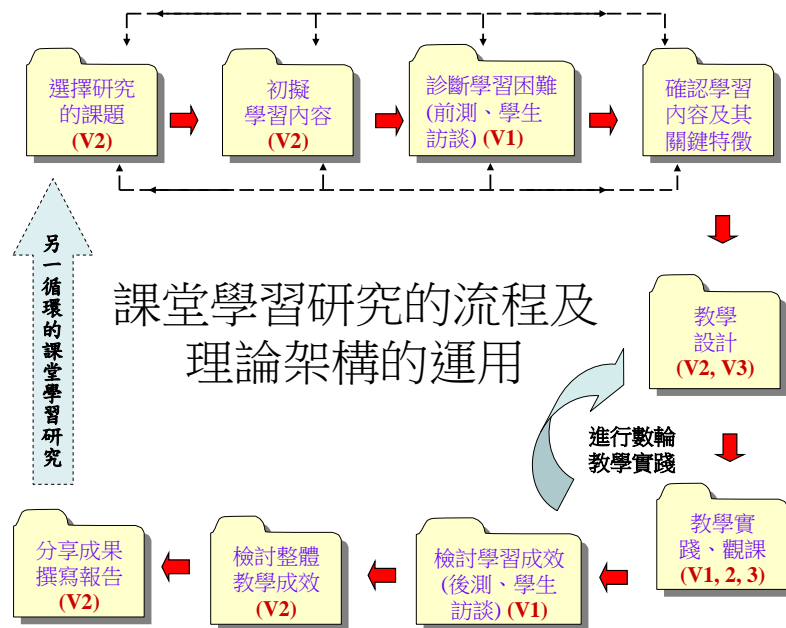 選擇研究
的課題
(V2)
初擬
學習內容
(V2)
診斷學習困難
(前測、學生
訪談) (V1)
確認學習
內容及其
關鍵特徵
另一循環的課堂學習研究
課堂學習研究的流程及
理論架構的運用
教學
設計
(V2, V3)
進行數輪
教學實踐
教學實
踐、觀課
(V1, 2, 3)
檢討學習成效
(後測、學生
訪談) (V1)
檢討整體
教學成效
(V2)
分享成果
撰寫報告
(V2)